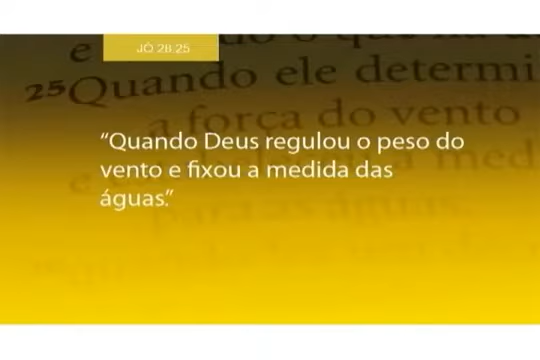 JÓ 28:25
25Quando ele determi
a força do vento
“Quando Deus regulou o peso do
vento e fixou a medida das
águas.”